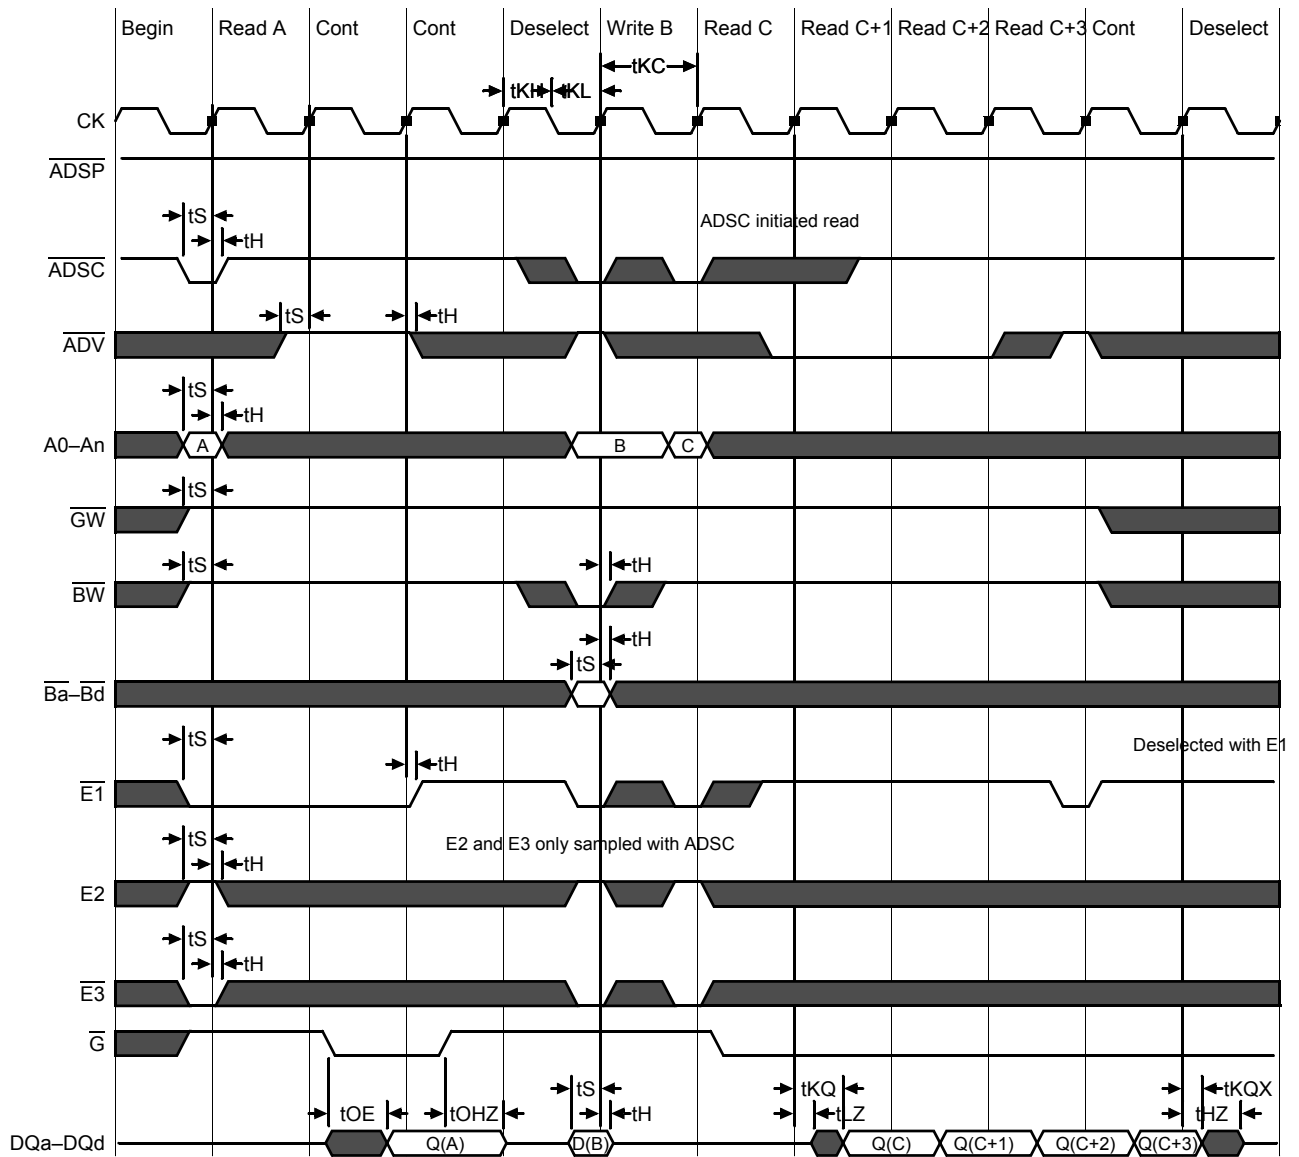 Begin Read A Cont Cont Deselect Write B Read C Read C+1 Read C+2 Read C+3 Cont Deselect
tKC
tKH tKL
CK
ADSP
tS ADSC initiated read
tH
ADSC
tS tH
ADV
tS
tH
A0–An A B C
tS
GW
tS tH
BW
tH
tS
Ba–Bd
tS Deselected with E1
tH
E1
tS E2 and E3 only sampled with ADSC
tH
E2
tS
tH
E3
G
tS tKQ tKQX
tOE tOHZ tH tLZ tHZ
DQa–DQd Q(A) D(B) Q(C) Q(C+1) Q(C+2) Q(C+3)